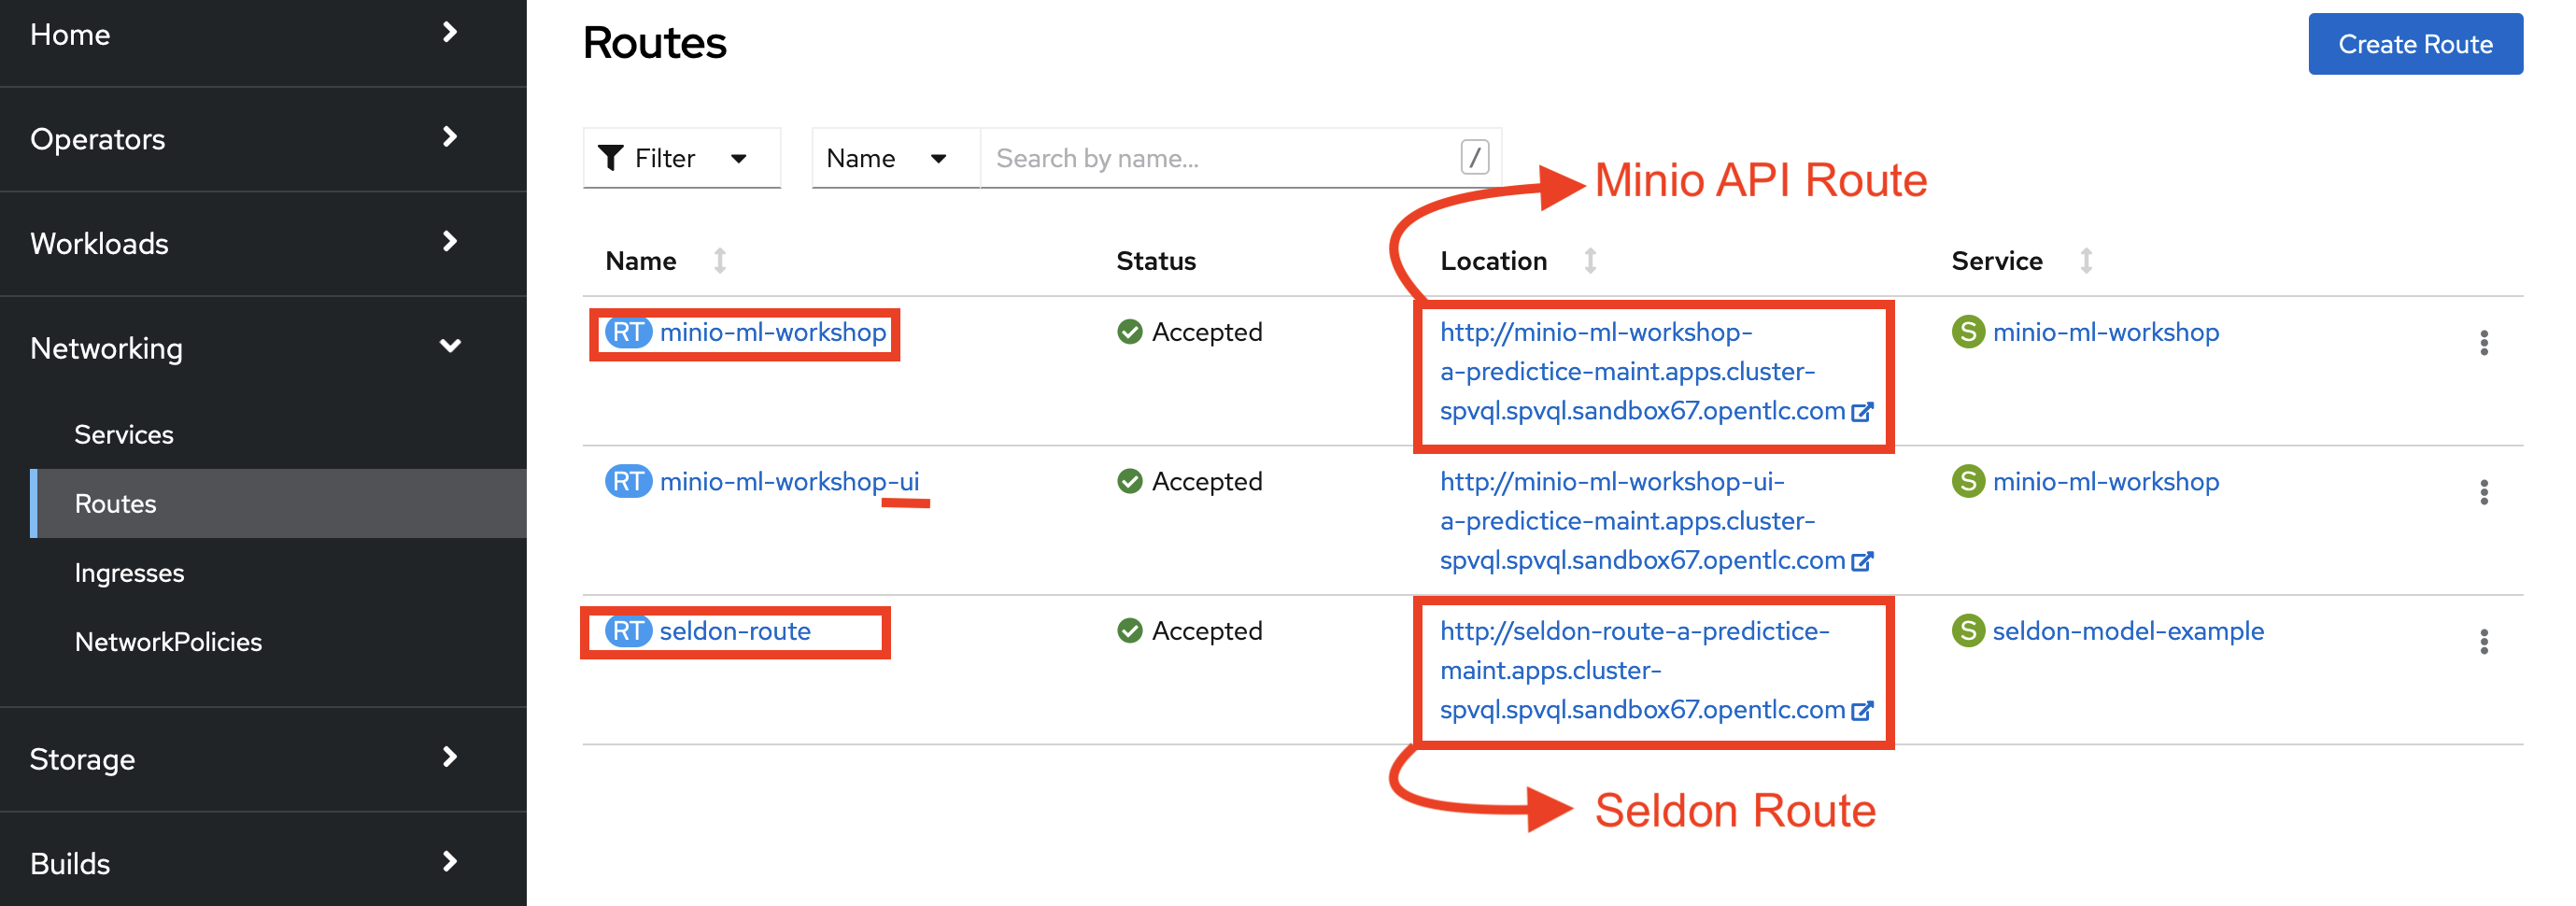 Home
Operators
Workloads
Networking
Services
Routes
Ingresses
NetworkPolicies
Storage
Builds
Routes
Create Route
Filter
Name
Search by name...
/
Minio API Route
Name
Status
Location
Service
RT minio-ml-workshop
Accepted
http://minio-ml-workshop-
a-predictice-maint.apps.cluster-
spvql.spvql.sandbox67.opentlc.com
S minio-ml-workshop
RT minio-ml-workshop-ui
Accepted
http://minio-ml-workshop-ui-
a-predictice-maint.apps.cluster-
spvql.spvql.sandbox67.opentlc.com
S minio-ml-workshop
RT seldon-route
Accepted
http://seldon-route-a-predictice-
maint.apps.cluster-
spvql.spvql.sandbox67.opentlc.com
S seldon-model-example
Seldon Route